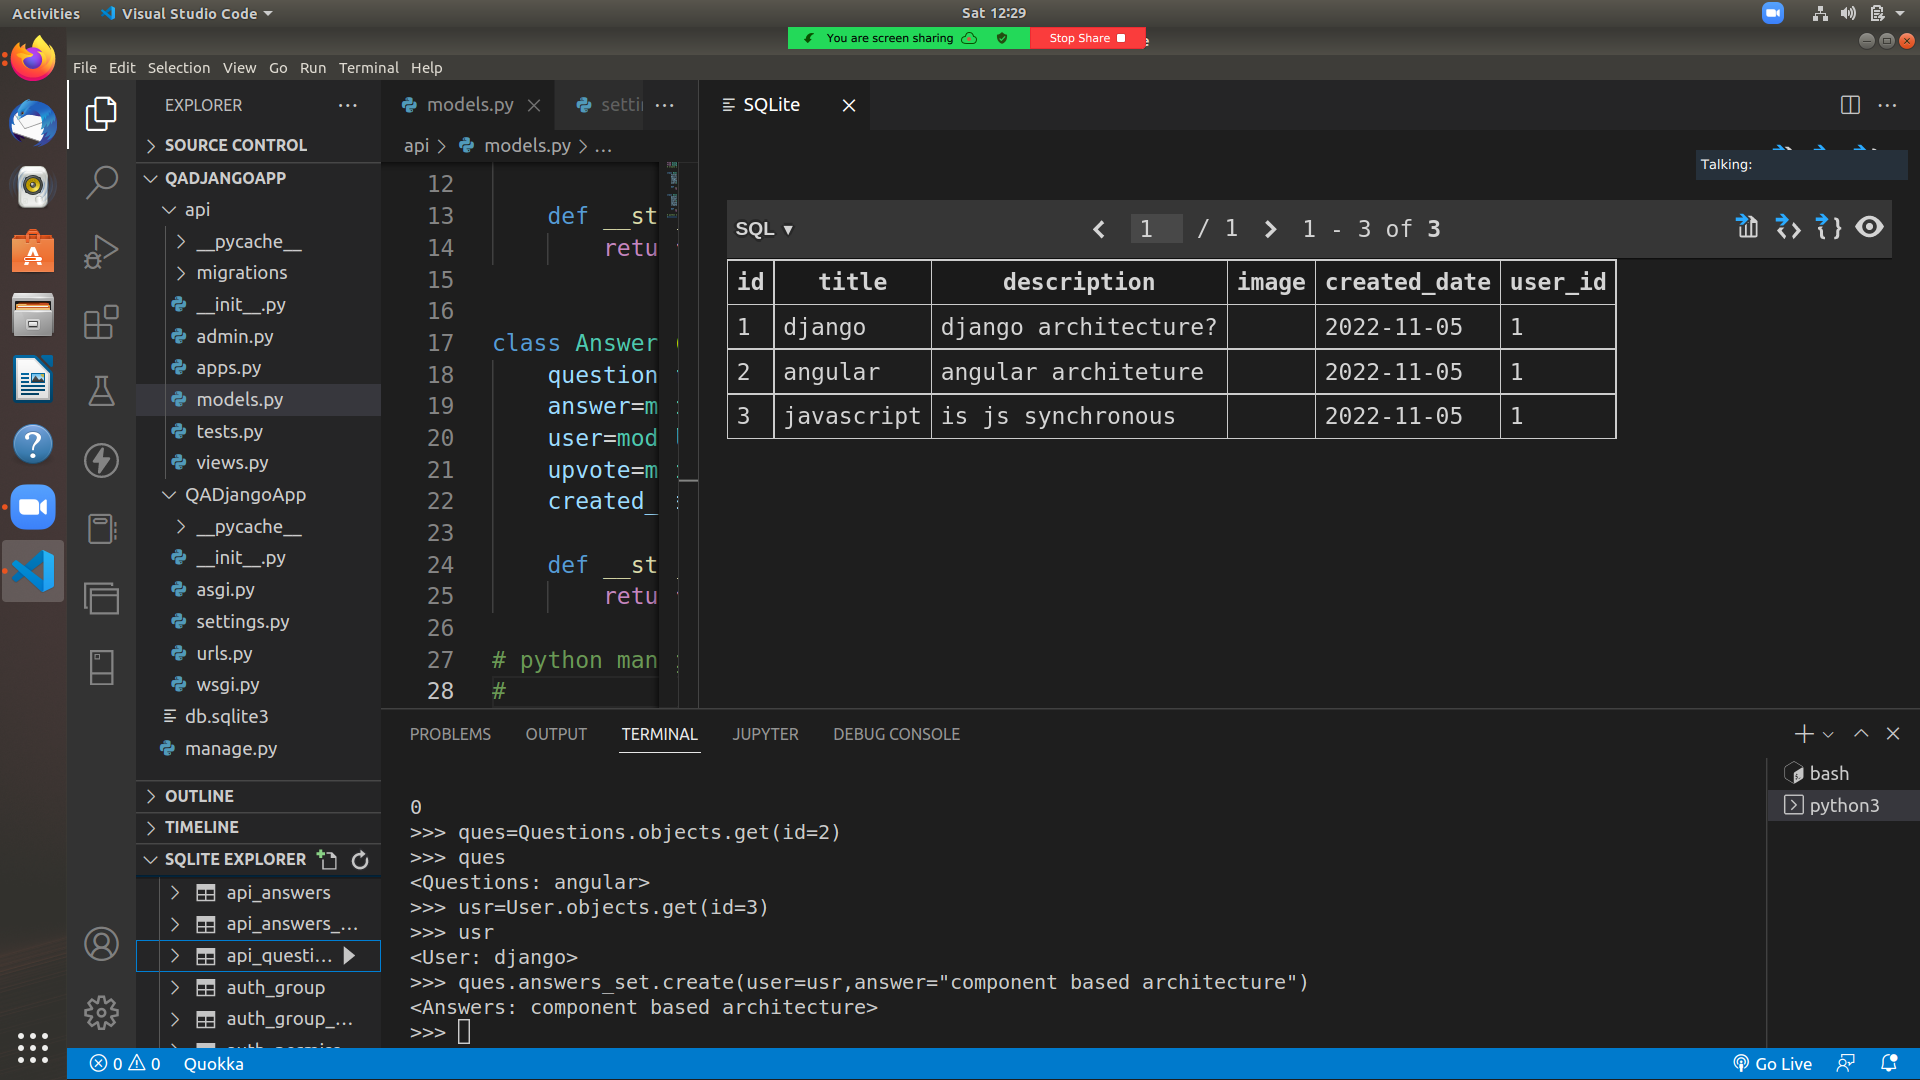 Activities
Visual Studio Code
Sat 12:29
You are screen sharing
Stop Share
File Edit Selection View Go Run Terminal Help
EXPLORER
SOURCE CONTROL
QADJANGOAPP
api
__pycache__
migrations
__init__.py
admin.py
apps.py
models.py
tests.py
views.py
QADjangoApp
__pycache__
__init__.py
asgi.py
settings.py
urls.py
wsgi.py
db.sqlite3
manage.py
OUTLINE
TIMELINE
SQLITE EXPLORER
api_answers
api_answers_...
api_questi...
auth_group
auth_group_...
models.py
api > models.py > ...
12
13 def __st
14 retu
15
16
17 class Answer
18 question
19 answer=m
20 user=mod
21 upvote=m
22 created_
23
24 def __st
25 retu
26
27 # python man
28 #
SQLite
Talking:
SQL ▾
1 / 1
1 - 3 of 3
id title description image created_date user_id
1 django django architecture? 2022-11-05 1
2 angular angular architeture 2022-11-05 1
3 javascript is js synchronous 2022-11-05 1
PROBLEMS OUTPUT TERMINAL JUPYTER DEBUG CONSOLE
0
>>> ques=Questions.objects.get(id=2)
>>> ques
<Questions: angular>
>>> usr=User.objects.get(id=3)
>>> usr
<User: django>
>>> ques.answers_set.create(user=usr,answer="component based architecture")
<Answers: component based architecture>
>>>
bash
python3
0 0 Quokka
Go Live